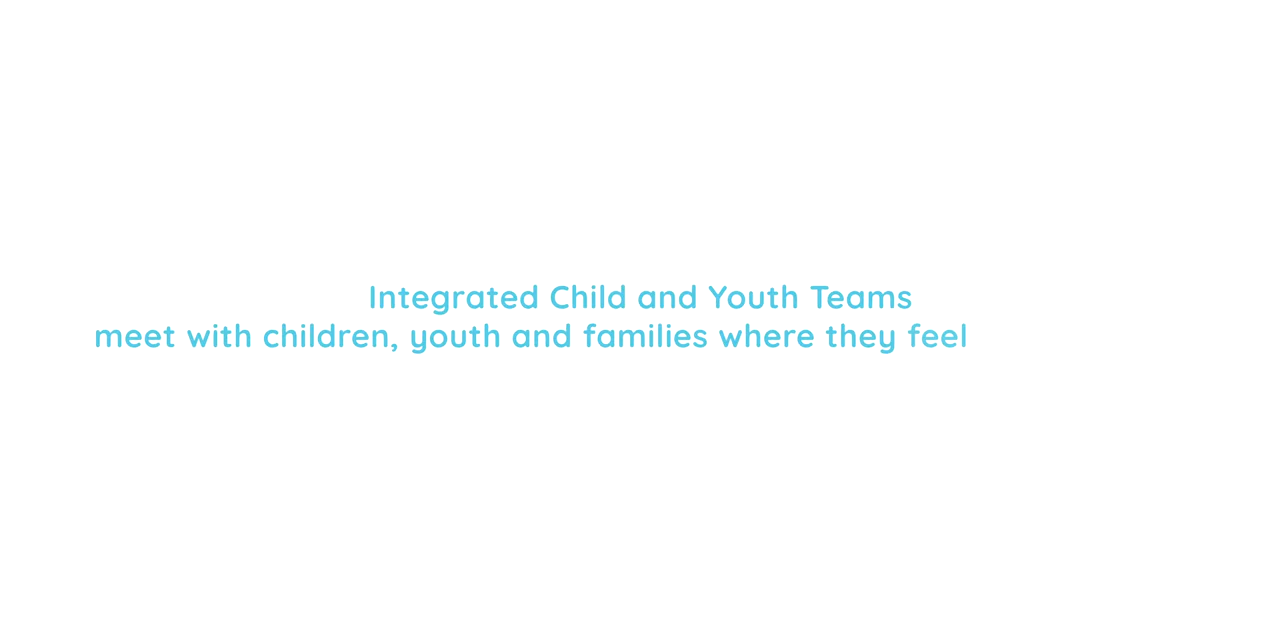 Integrated Child and Youth Teams
meet with children, youth and families where they feel